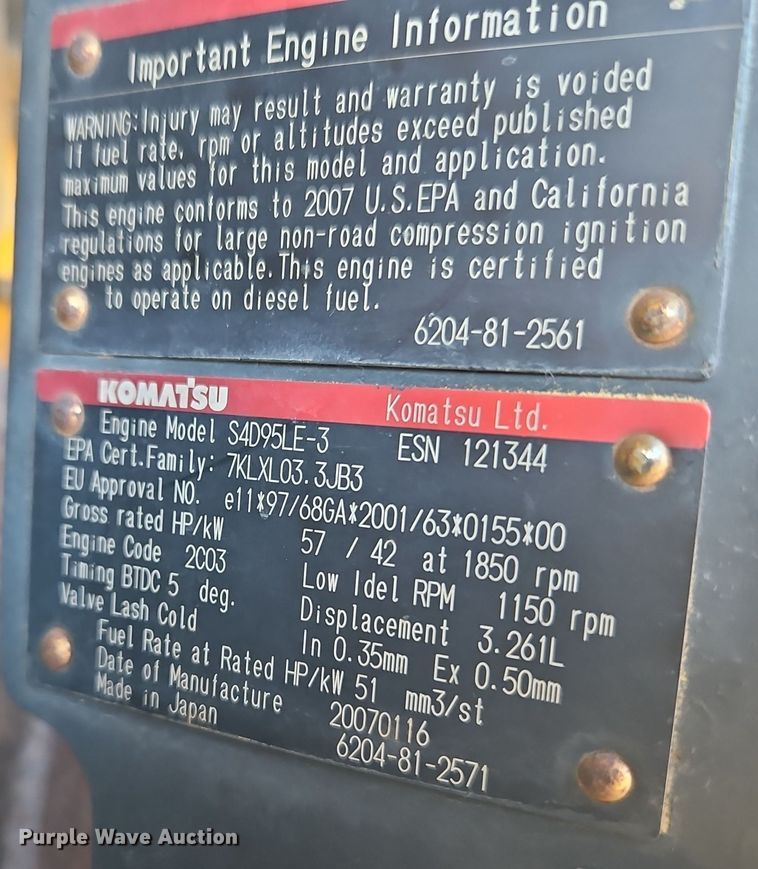 Important Engine Information
WARNING:Injury may result and warranty is voided
if fuel rate, rpm or altitudes exceed published
maximum values for this model and application.
This engine conforms to 2007 U.S.EPA and California
regulations for large non-road compression ignition
engines as applicable.This engine is certified
to operate on diesel fuel.
6204-81-2561
KOMATSU Komatsu Ltd.
Engine Model S4D95LE-3 ESN 121344
EPA Cert.Family: 7KLXL03.3JB3
EU Approval NO. e11*97/68GA*2001/63*0155*00
Gross rated HP/kW 57 / 42 at 1850 rpm
Engine Code 2C03 Low Idel RPM 1150 rpm
Timing BTDC 5 deg. Displacement 3.261L
Valve Lash Cold In 0.35mm Ex 0.50mm
Fuel Rate at Rated HP/kW 51 mm3/st
Date of Manufacture 20070116
Made in Japan 6204-81-2571
Purple Wave Auction